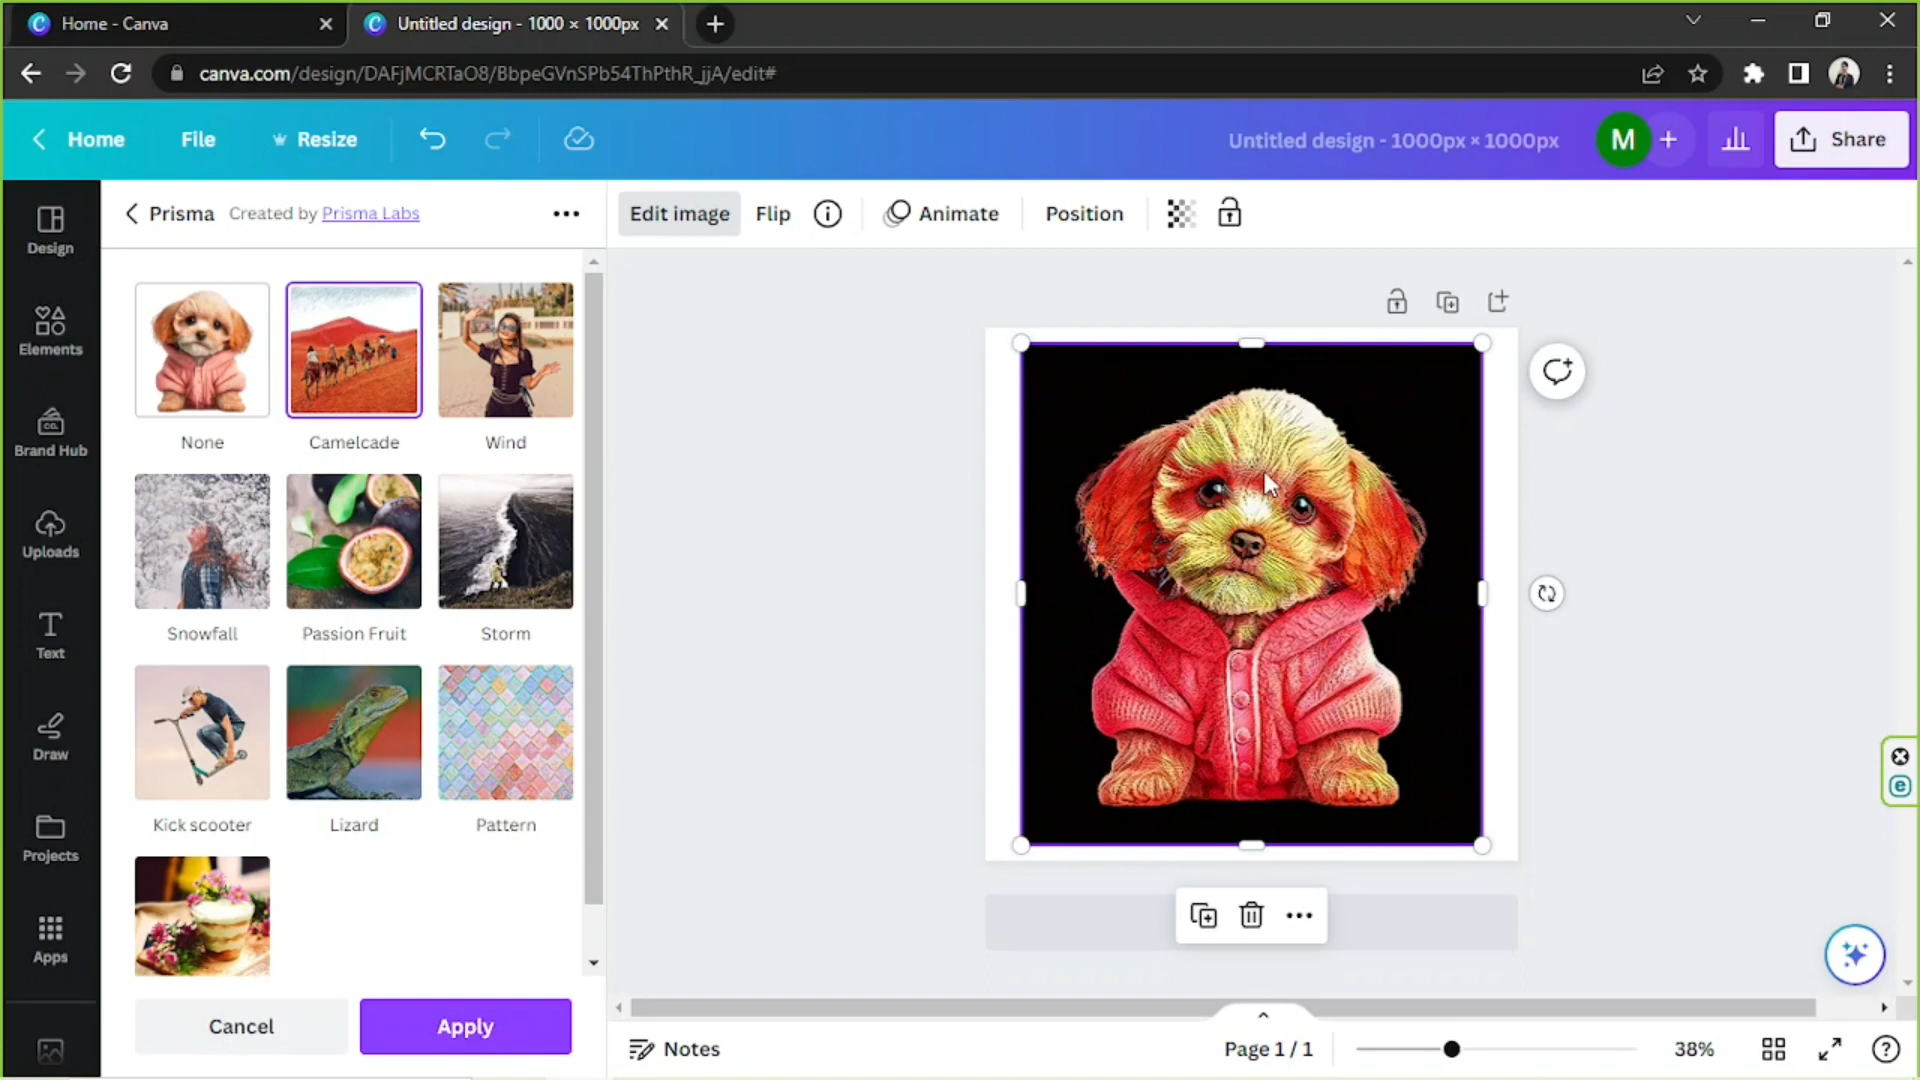 Home - Canva
Untitled design - 1000 × 1000px
canva.com/design/DAFjMCRTaO8/BbpeGVnSPb54ThPthR_jjA/edit#
Home
File
Resize
Untitled design - 1000px × 1000px
M
Share
Design
Elements
CO.
Brand Hub
Uploads
Text
Draw
Projects
Apps
Prisma
Created by Prisma Labs
None
Camelcade
Wind
Snowfall
Passion Fruit
Storm
Kick scooter
Lizard
Pattern
Cancel
Apply
Edit image
Flip
Animate
Position
Notes
Page 1 / 1
38%